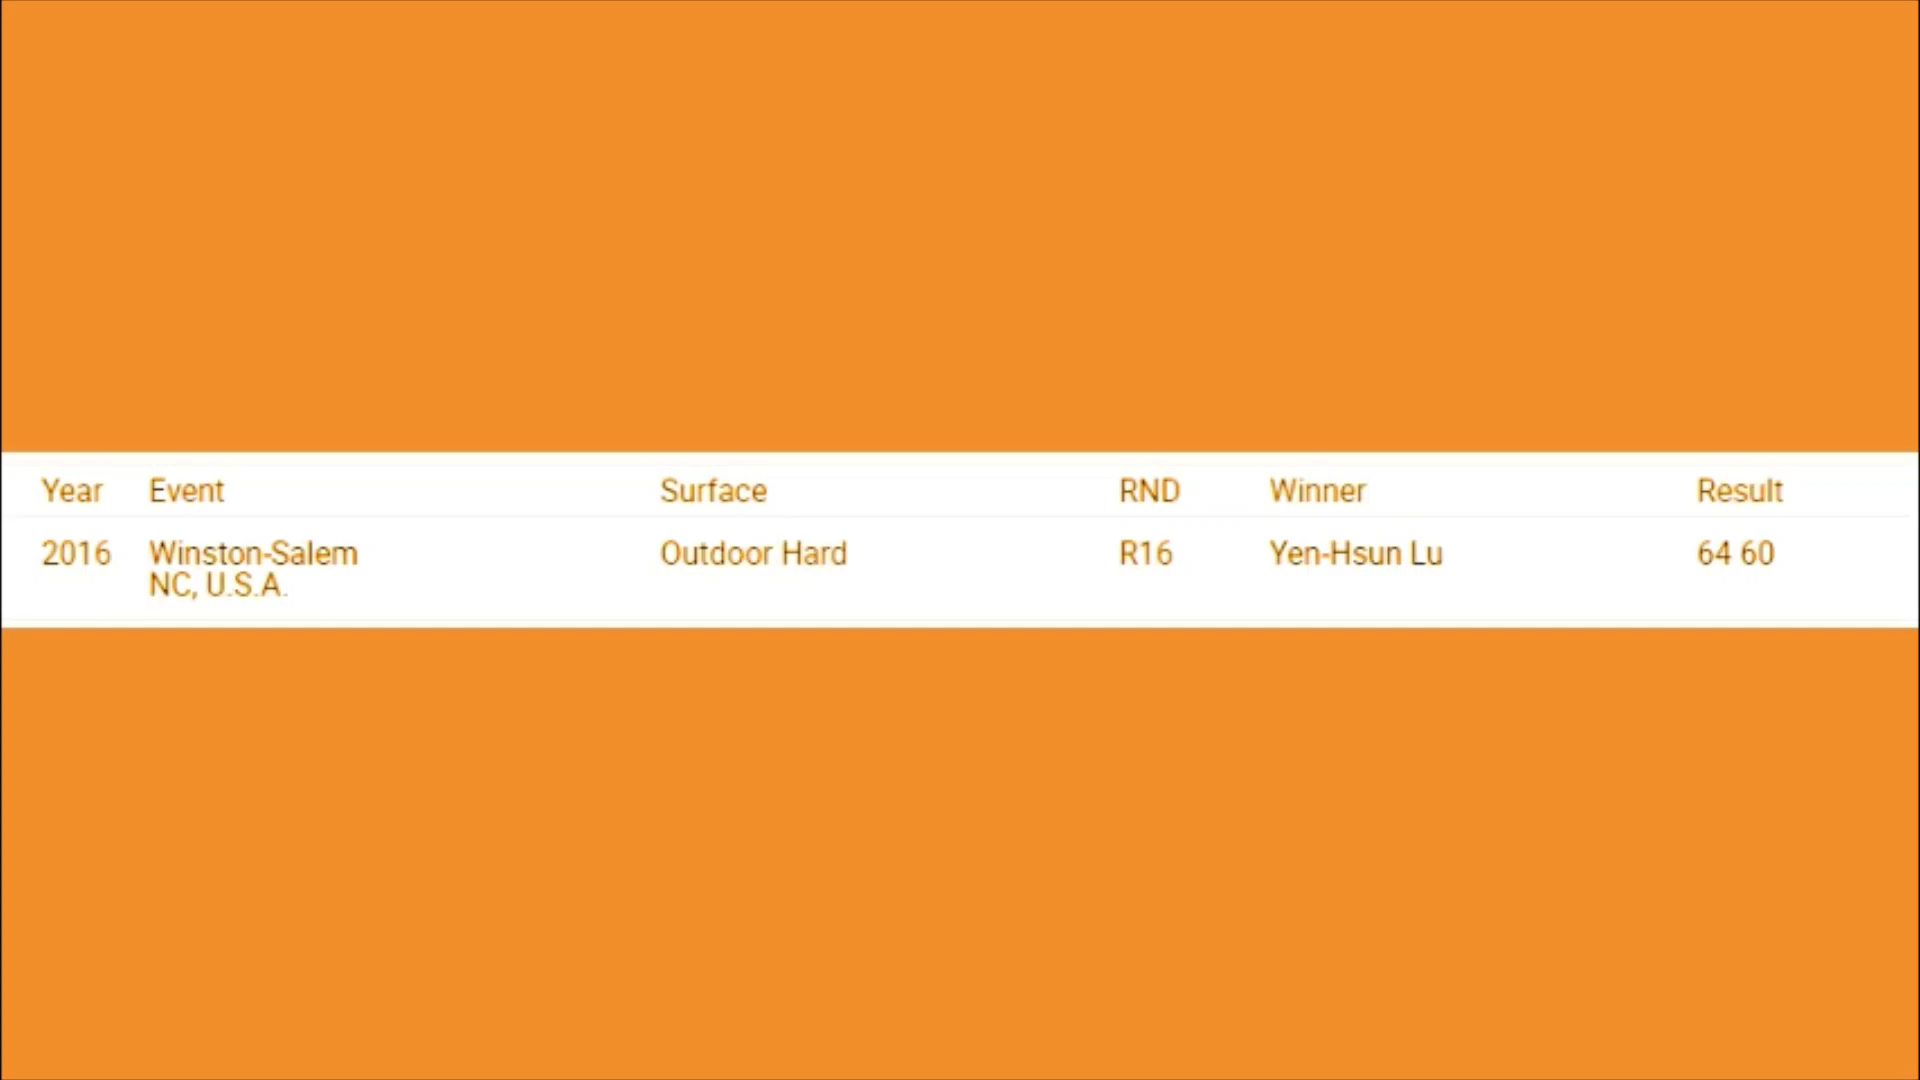 Year Event Surface RND Winner Result
2016 Winston-Salem Outdoor Hard R16 Yen-Hsun Lu 64 60
NC, U.S.A.